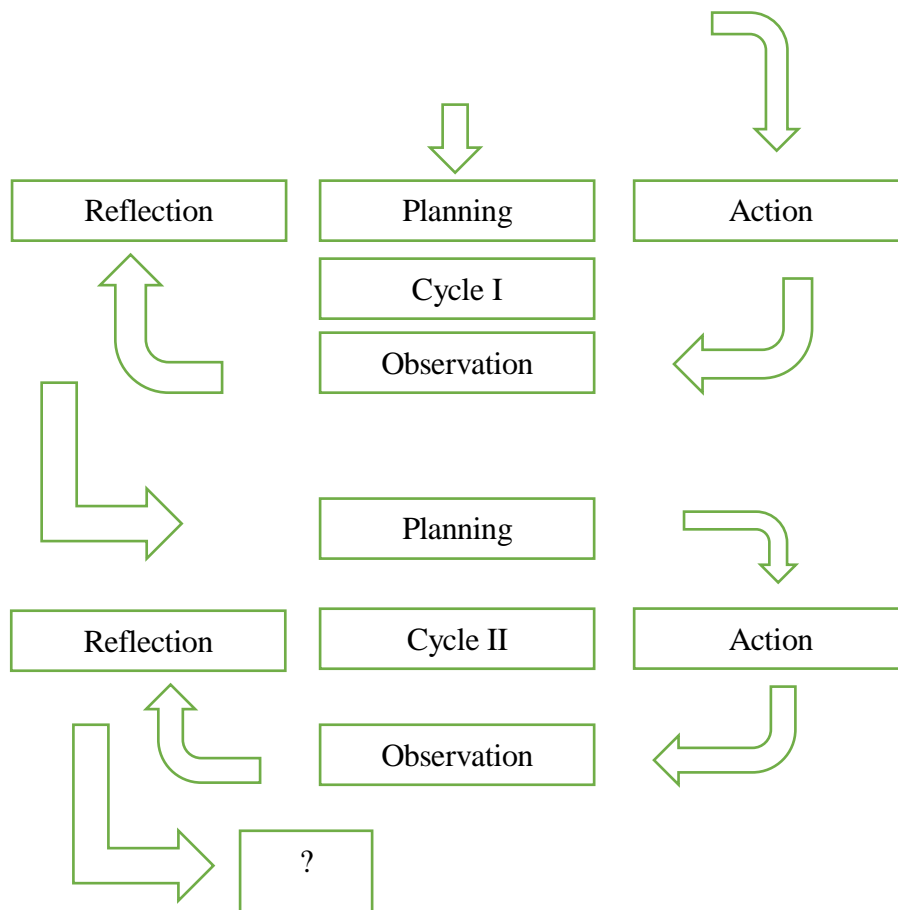 Reflection
Planning
Action
Cycle I
Observation
Planning
Reflection
Cycle II
Action
Observation
?